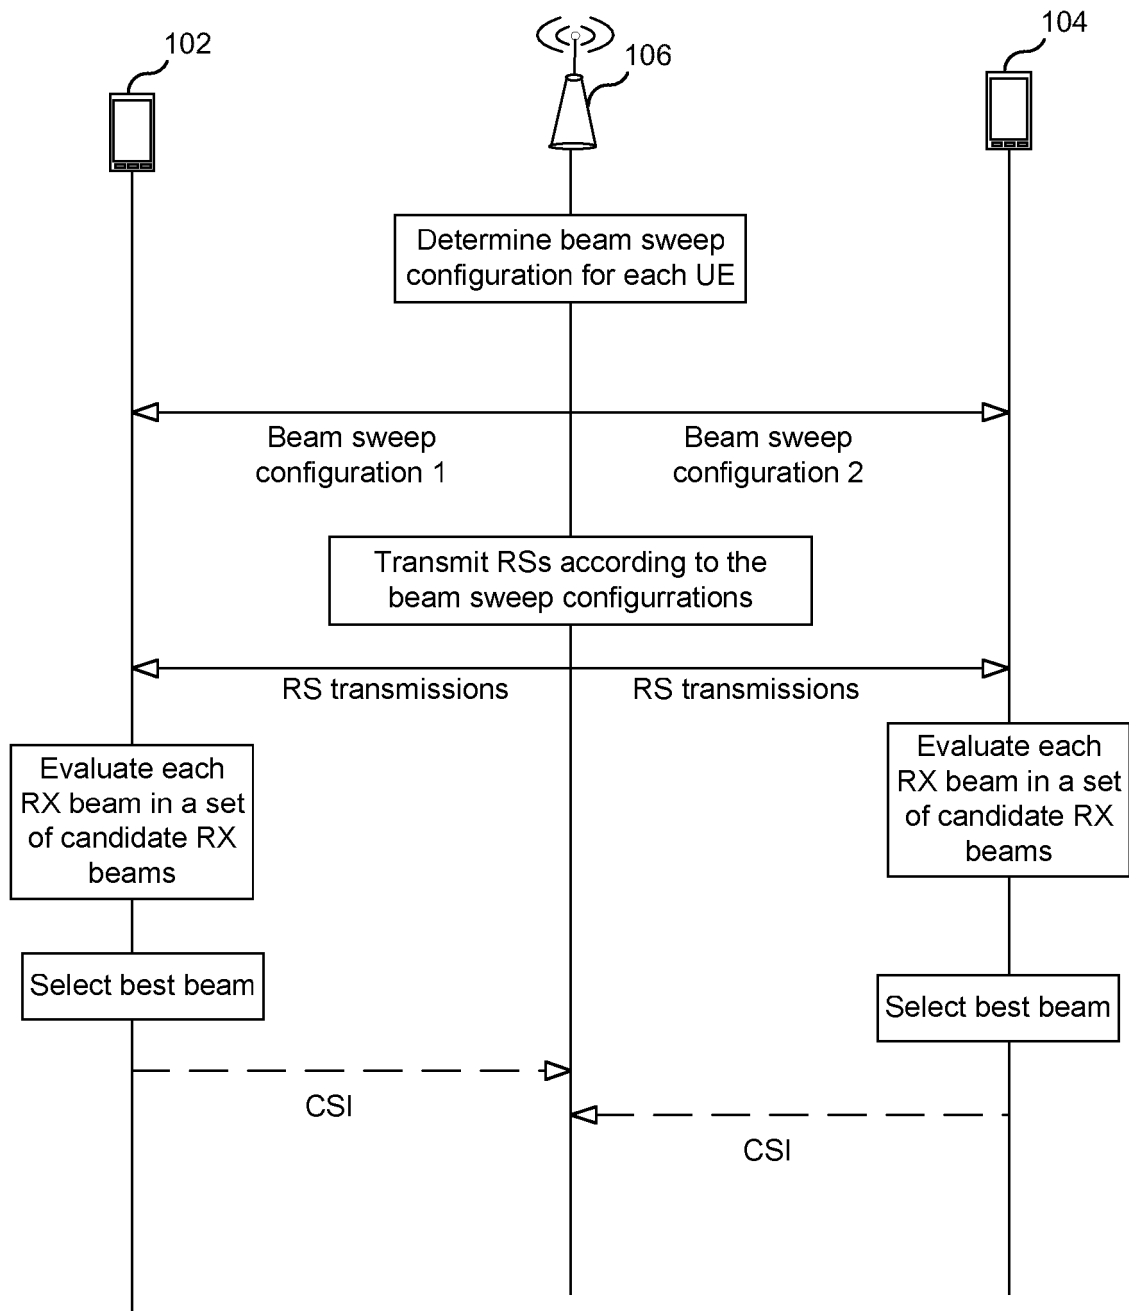 102
106
104
Determine beam sweep
configuration for each UE
Beam sweep
configuration 1
Beam sweep
configuration 2
Transmit RSs according to the
beam sweep configurrations
RS transmissions
RS transmissions
Evaluate each
RX beam in a set
of candidate RX
beams
Evaluate each
RX beam in a set
of candidate RX
beams
Select best beam
Select best beam
CSI
CSI